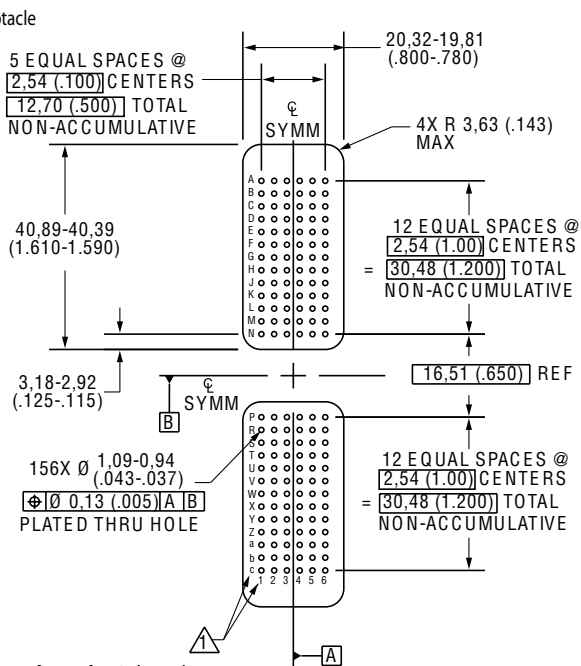 ptacle
5 EQUAL SPACES @
2,54 (.100) CENTERS
12,70 (.500) TOTAL
NON-ACCUMULATIVE
20,32-19,81
(.800-.780)
℄
SYMM
4X R 3,63 (.143)
MAX
40,89-40,39
(1.610-1.590)
A
B
C
D
E
F
G
H
J
K
L
M
N
12 EQUAL SPACES @
2,54 (1.00) CENTERS
= 30,48 (1.200) TOTAL
NON-ACCUMULATIVE
3,18-2,92
(.125-.115)
℄
SYMM
B
16,51 (.650) REF
156X Ø 1,09-0,94
(.043-.037)
⌖ Ø 0,13 (.005) A B
PLATED THRU HOLE
P
R
S
T
U
V
W
X
Y
Z
a
b
c
1 2 3 4 5 6
12 EQUAL SPACES @
2,54 (1.00) CENTERS
= 30,48 (1.200) TOTAL
NON-ACCUMULATIVE
1
A